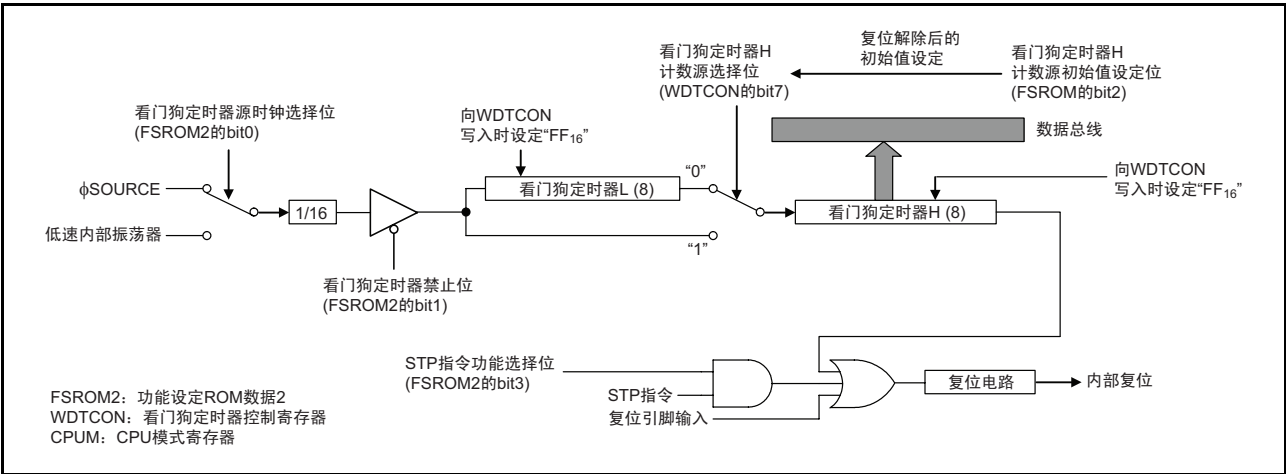 看门狗定时器H
计数源选择位
(WDTCON的bit7)
复位解除后的
初始值设定
看门狗定时器H
计数源初始值设定位
(FSROM的bit2)
看门狗定时器源时钟选择位
(FSROM2的bit0)
向WDTCON
写入时设定“FF16”
数据总线
φSOURCE
1/16
看门狗定时器L (8)
“0”
看门狗定时器H (8)
向WDTCON
写入时设定“FF16”
低速内部振荡器
“1”
看门狗定时器禁止位
(FSROM2的bit1)
STP指令功能选择位
(FSROM2的bit3)
STP指令
复位引脚输入
复位电路
内部复位
FSROM2：功能设定ROM数据2
WDTCON：看门狗定时器控制寄存器
CPUM：CPU模式寄存器